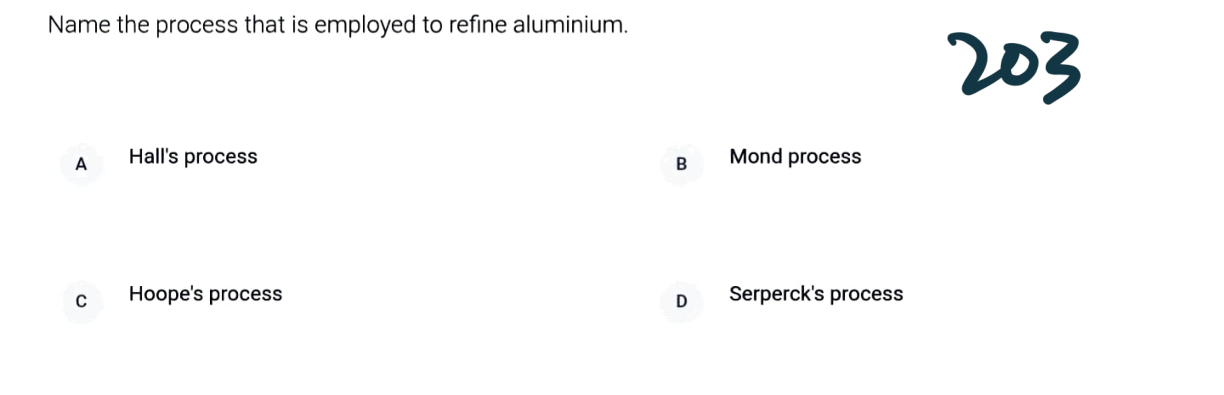 Name the process that is employed to refine aluminium.
203
A Hall's process
B Mond process
C Hoope's process
D Serperck's process